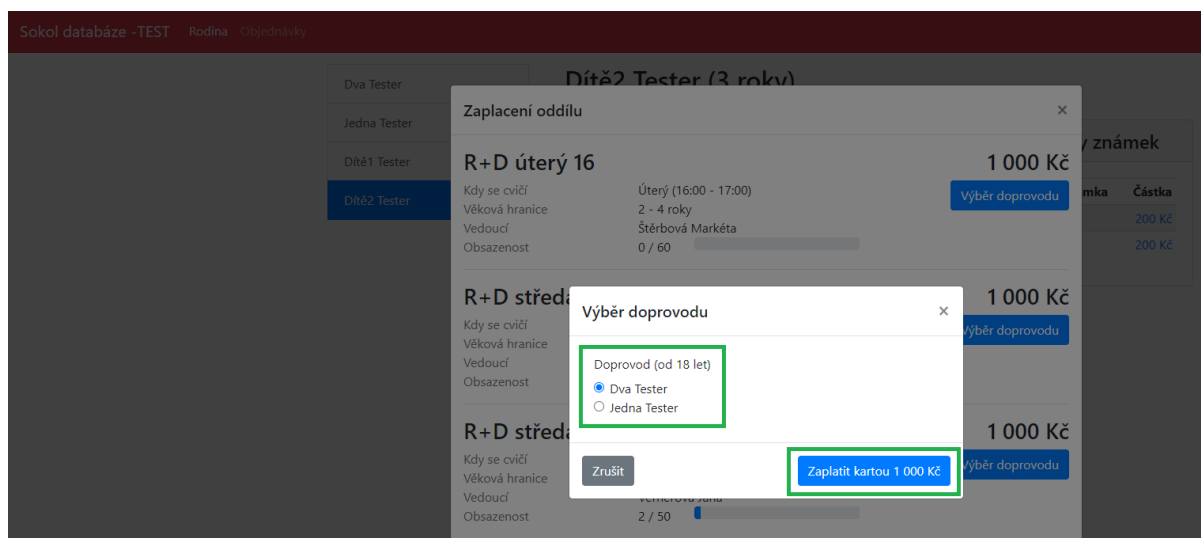 Sokol databáze -TEST Rodina Objednávky
Dva Tester
Jedna Tester
Dítě1 Tester
Dítě2 Tester
Dítě2 Tester (3 roky)
y známek
mka Částka
200 Kč
200 Kč
Zaplacení oddílu ×
R+D úterý 16 1 000 Kč
Kdy se cvičí Úterý (16:00 - 17:00) Výběr doprovodu
Věková hranice 2 - 4 roky
Vedoucí Štěrbová Markéta
Obsazenost 0 / 60
R+D středa 1 000 Kč
Kdy se cvičí Výběr doprovodu
Věková hranice
Vedoucí
Obsazenost
R+D středa 1 000 Kč
Kdy se cvičí Výběr doprovodu
Věková hranice
Vedoucí
Obsazenost 2 / 50
Výběr doprovodu ×
Doprovod (od 18 let)
Dva Tester
Jedna Tester
Zrušit Zaplatit kartou 1 000 Kč